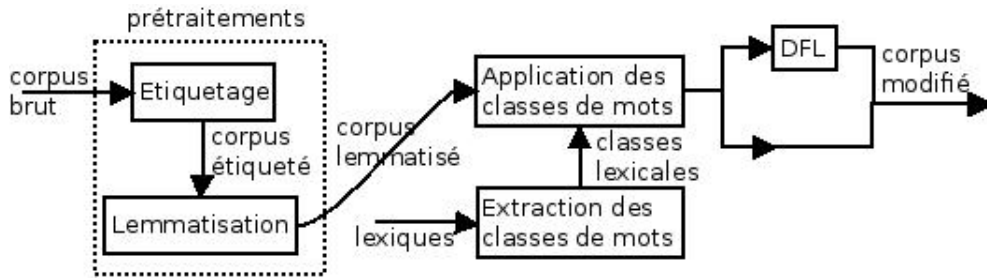 prétraitements
corpus
brut
Etiquetage
corpus
étiqueté
Lemmatisation
corpus
lemmatisé
Application des
classes de mots
classes
lexicales
lexiques
Extraction des
classes de mots
DFL
corpus
modifié